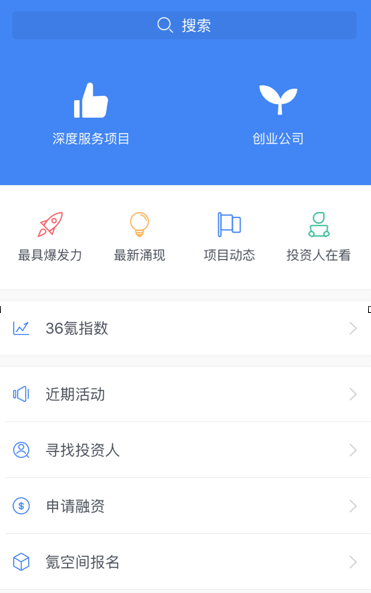 搜索
深度服务项目
创业公司
最具爆发力
最新涌现
项目动态
投资人在看
36氪指数
近期活动
寻找投资人
申请融资
氪空间报名